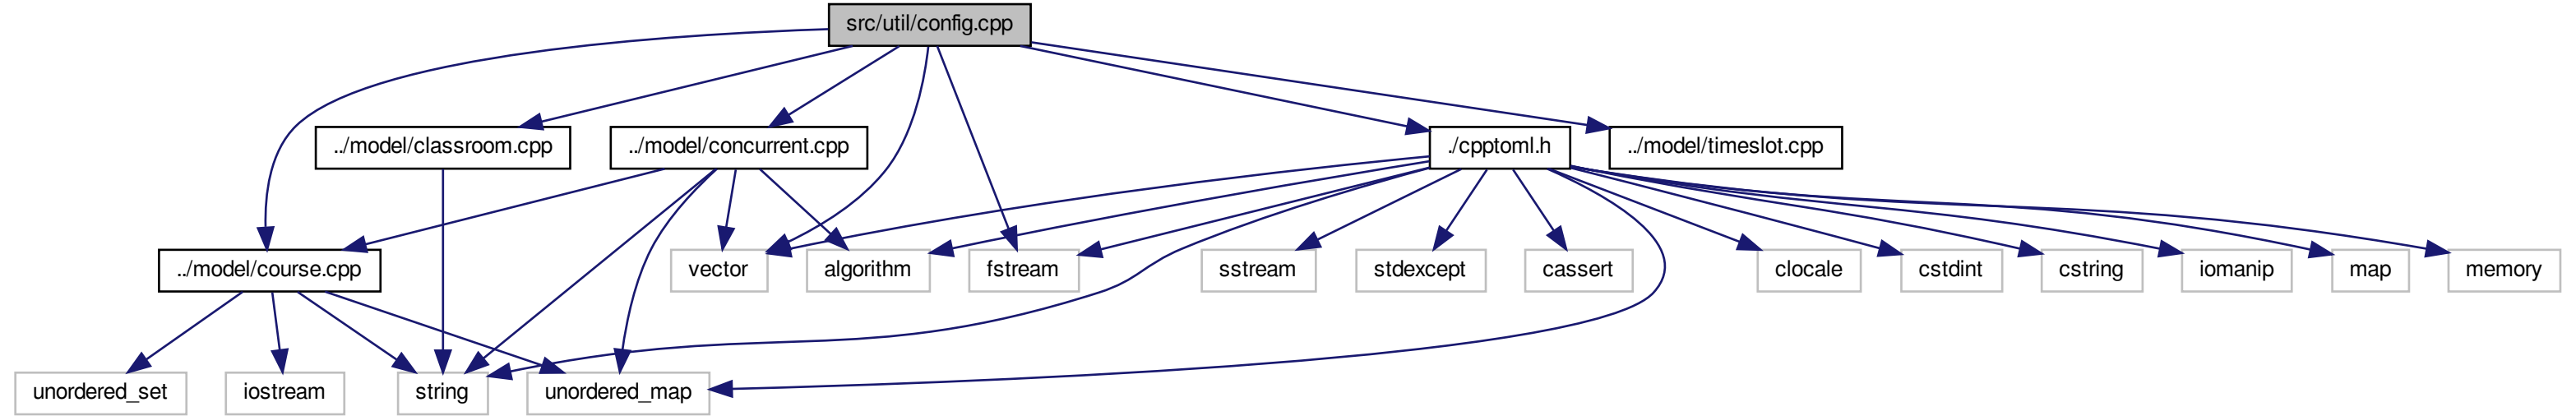 src/util/config.cpp
../model/classroom.cpp
../model/concurrent.cpp
./cpptoml.h
../model/timeslot.cpp
../model/course.cpp
vector
algorithm
fstream
sstream
stdexcept
cassert
clocale
cstdint
cstring
iomanip
map
memory
unordered_set
iostream
string
unordered_map